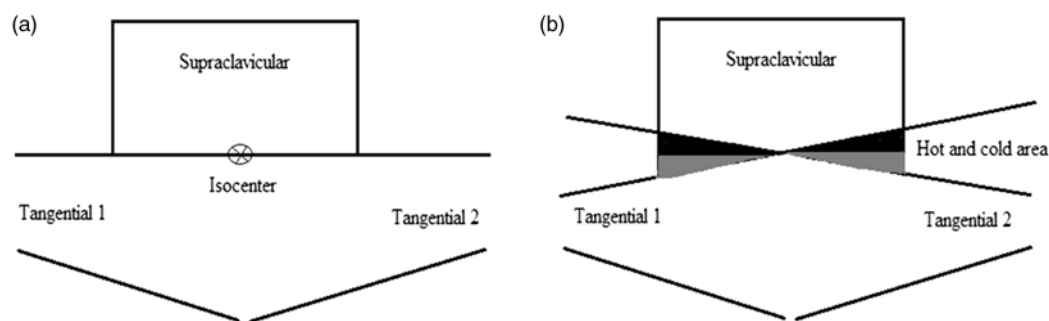 (a)
Supraclavicular
Isocenter
Tangential 1
Tangential 2
(b)
Supraclavicular
Hot and cold area
Tangential 1
Tangential 2